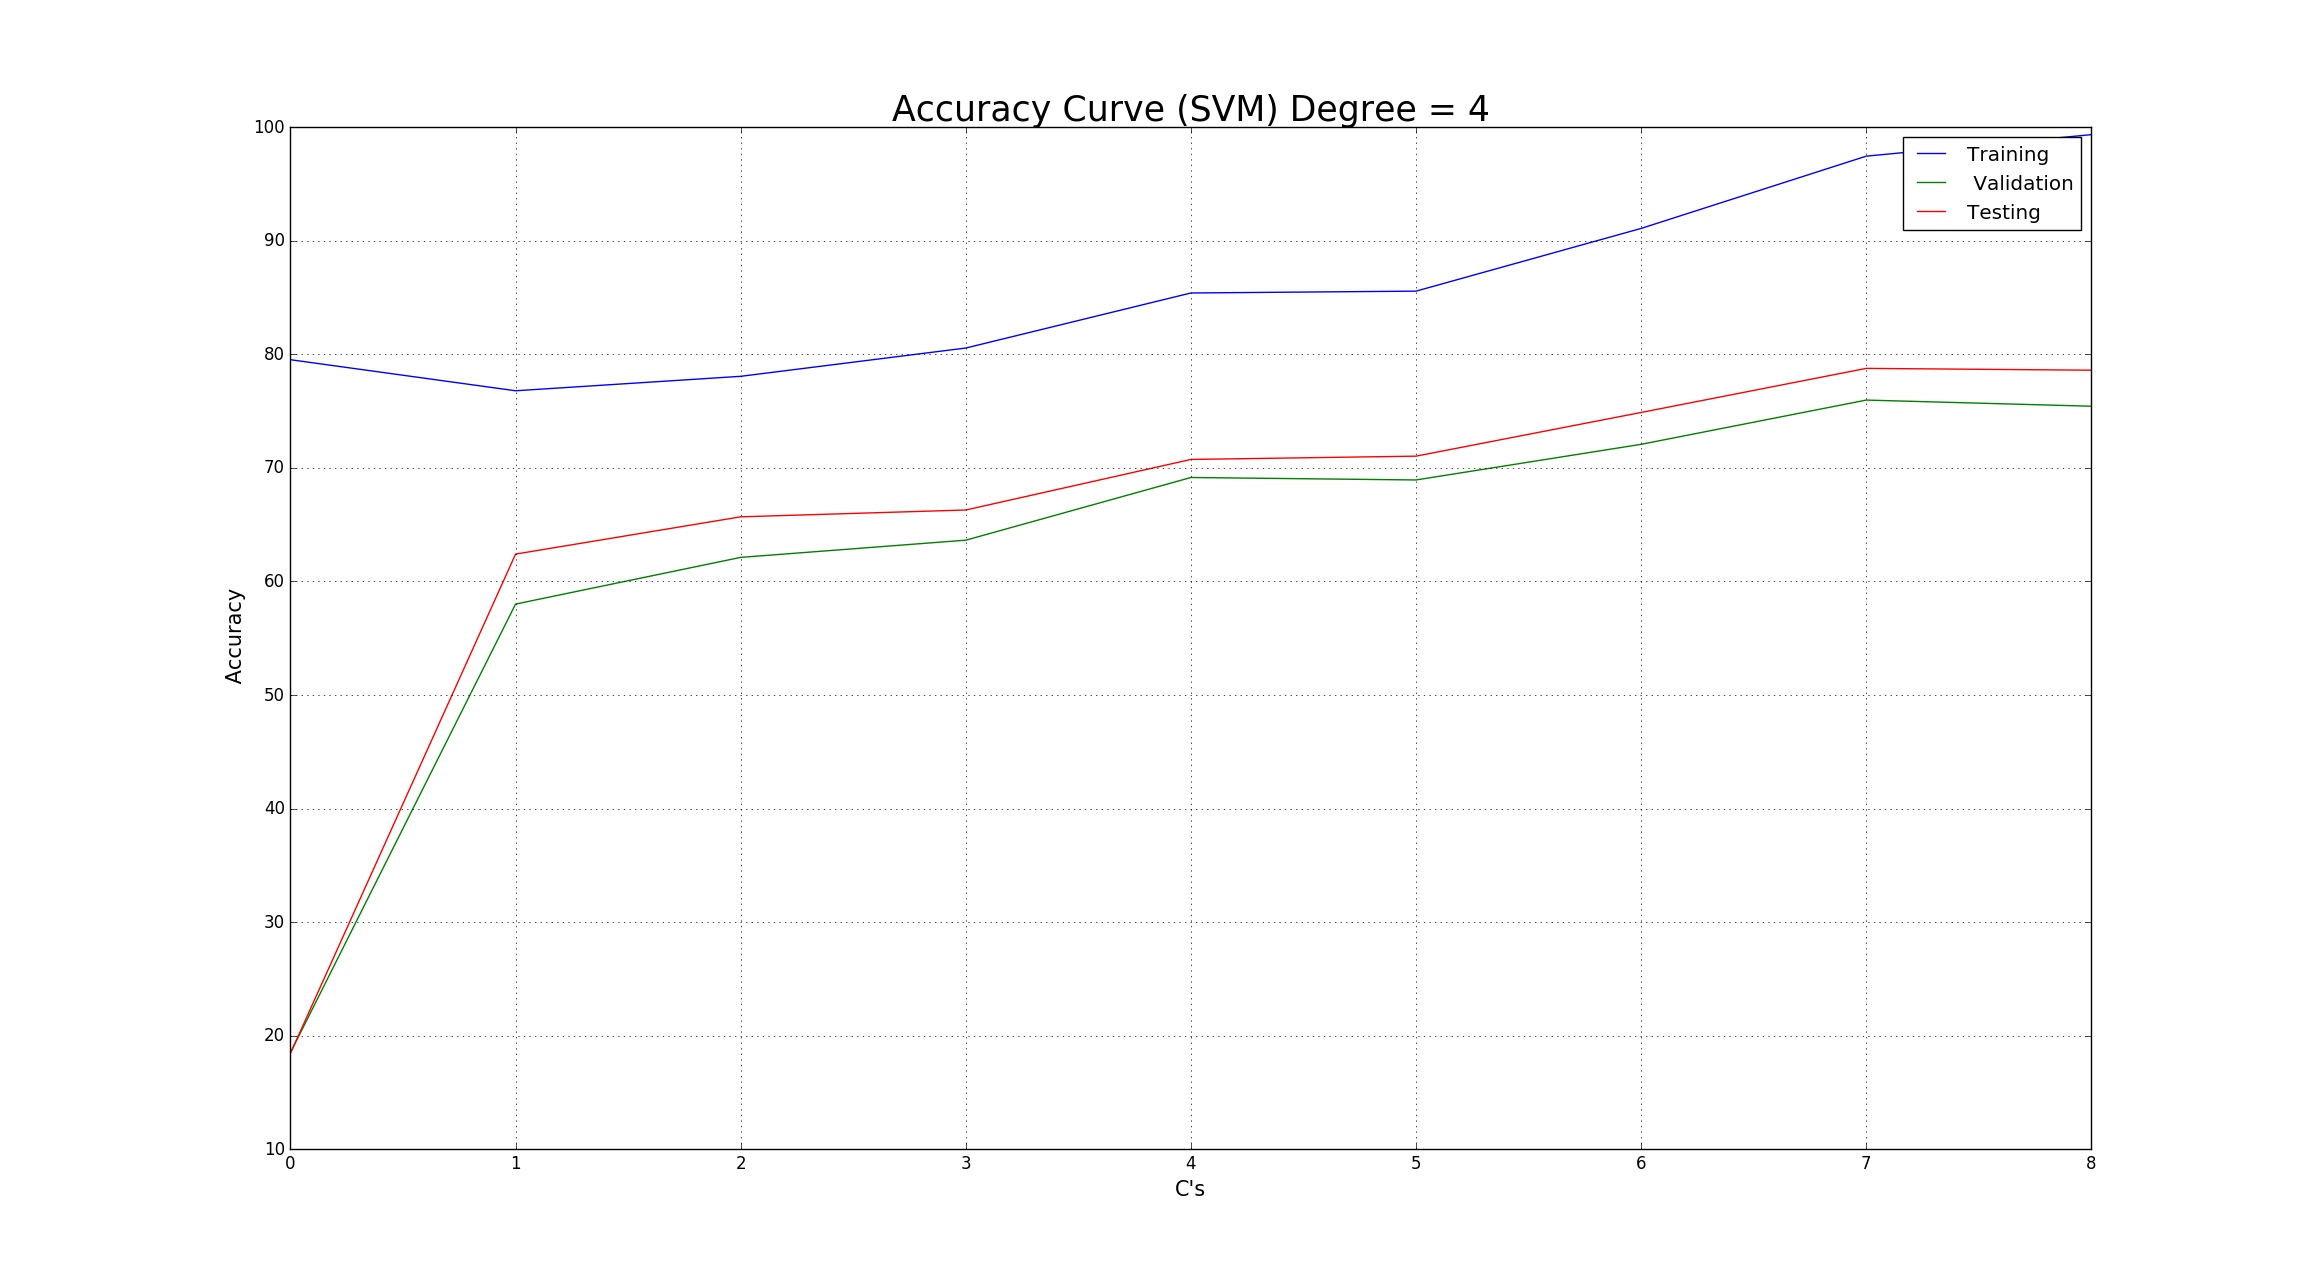 Accuracy Curve (SVM) Degree = 4
100
90
80
70
60
50
40
30
20
10
Accuracy
Training
Validation
Testing
0 1 2 3 4 5 6 7 8
C's